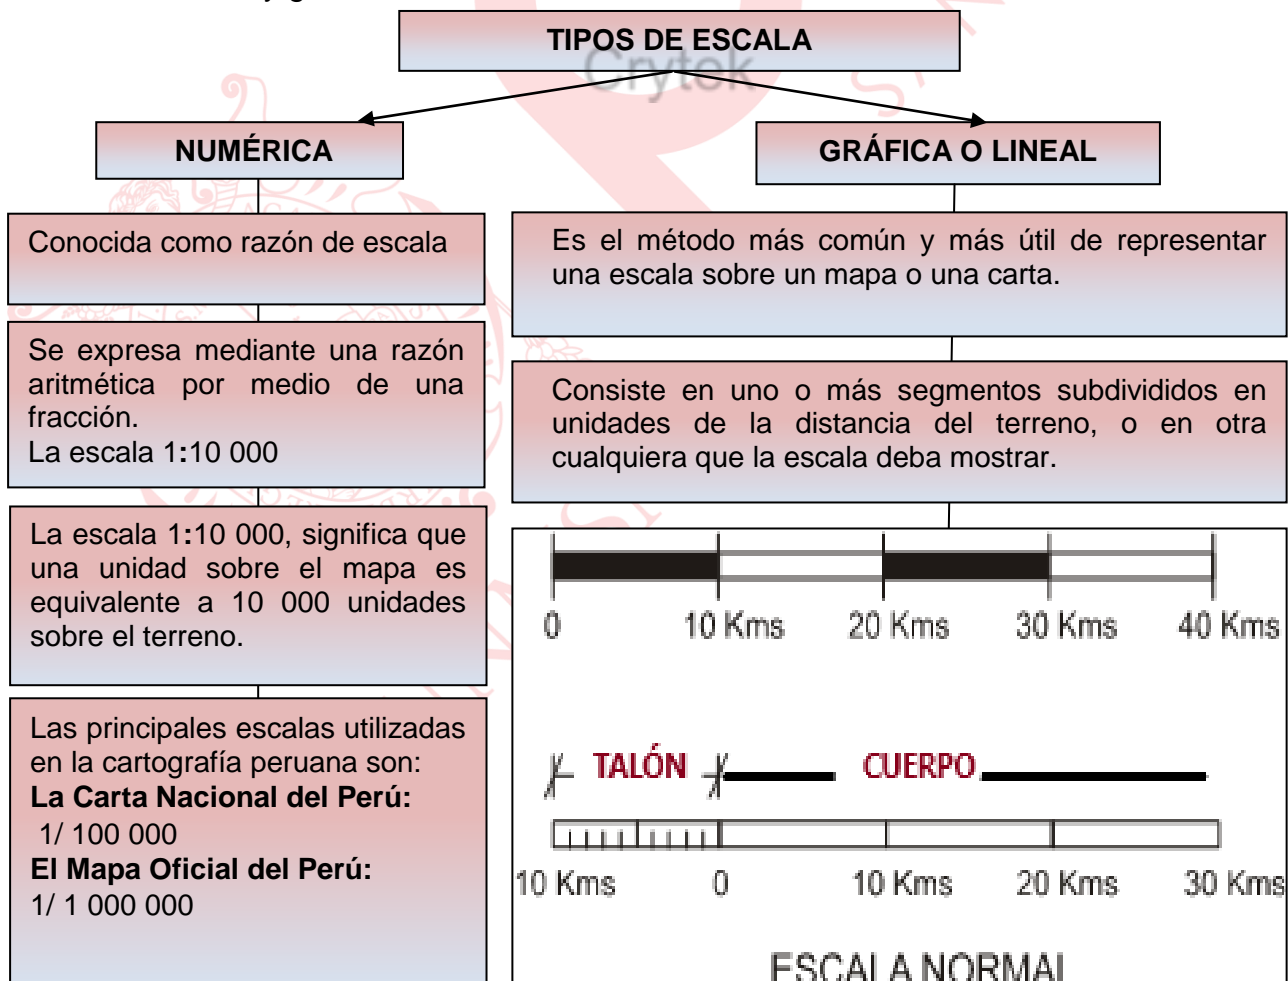 TIPOS DE ESCALA
Crytek
NUMÉRICA
Conocida como razón de escala
Se expresa mediante una razón
aritmética por medio de una
fracción.
La escala 1:10 000
La escala 1:10 000, significa que
una unidad sobre el mapa es
equivalente a 10 000 unidades
sobre el terreno.
Las principales escalas utilizadas
en la cartografía peruana son:
La Carta Nacional del Perú:
1/ 100 000
El Mapa Oficial del Perú:
1/ 1 000 000
GRÁFICA O LINEAL
Es el método más común y más útil de representar
una escala sobre un mapa o una carta.
Consiste en uno o más segmentos subdivididos en
unidades de la distancia del terreno, o en otra
cualquiera que la escala deba mostrar.
0 10 Kms 20 Kms 30 Kms 40 Kms
TALÓN CUERPO
10 Kms 0 10 Kms 20 Kms 30 Kms
ESCALA NORMAL